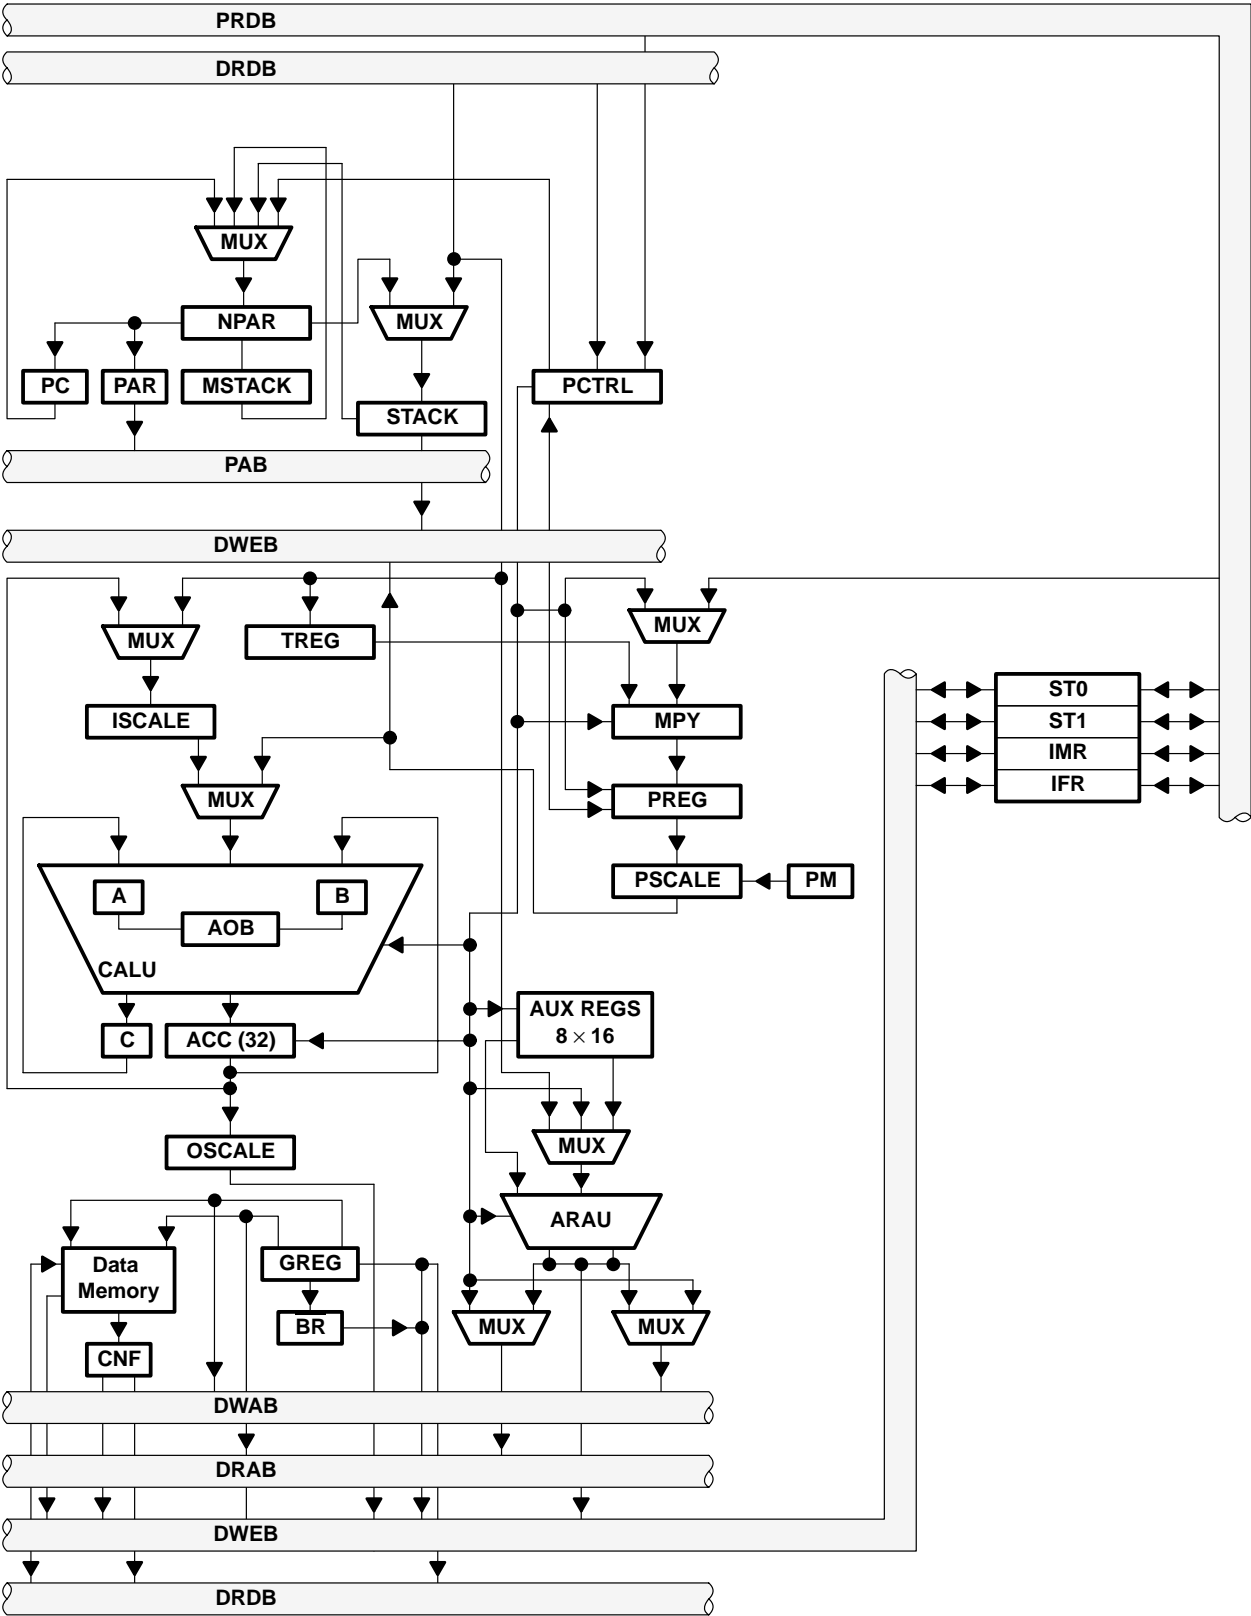 PRDB
DRDB
MUX
NPAR
MUX
PC
PAR
MSTACK
PCTRL
STACK
PAB
DWEB
MUX
TREG
MUX
ST0
ISCALE
MPY
ST1
IMR
IFR
MUX
PREG
PSCALE
PM
A
B
AOB
CALU
AUX REGS
8 × 16
C
ACC (32)
MUX
OSCALE
ARAU
Data
Memory
GREG
BR
MUX
MUX
CNF
DWAB
DRAB
DWEB
DRDB